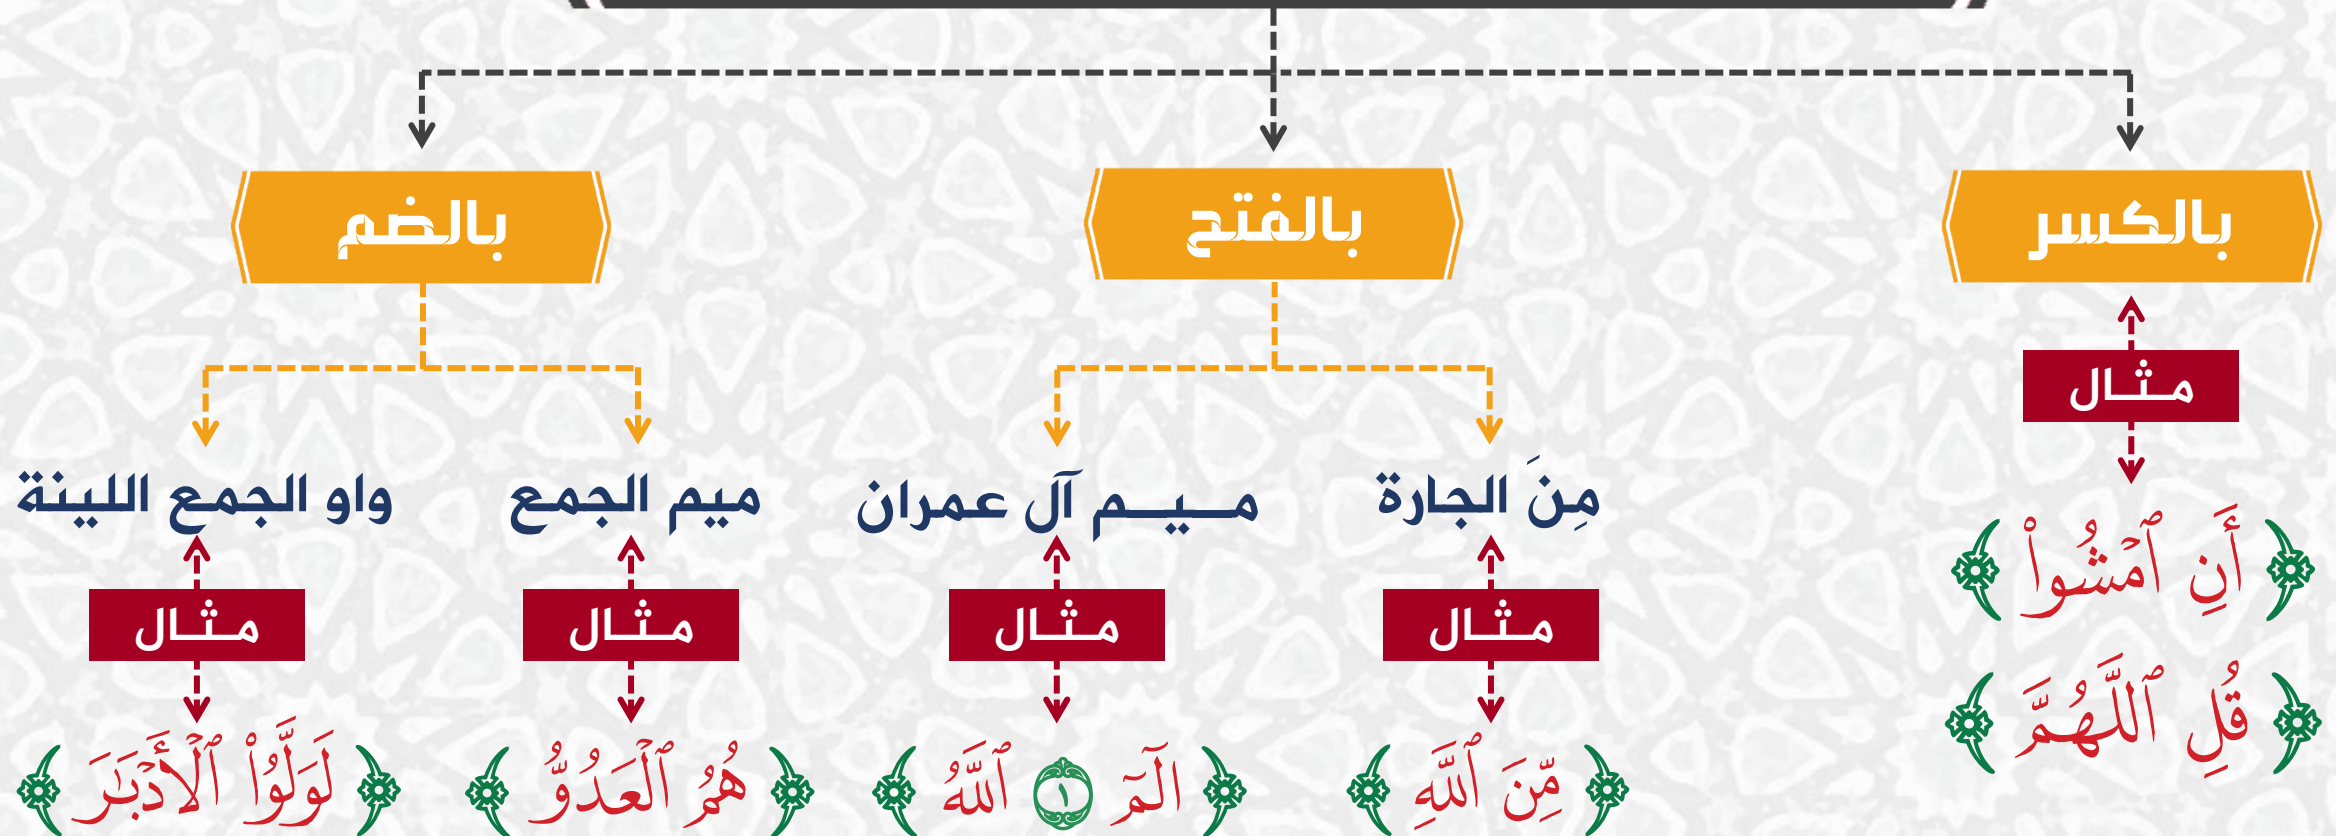 بالكسر
بالفتح
بالضم
مثال
مِنَ الجارة
ميم آل عمران
ميم الجمع
واو الجمع اللينة
﴿ أَنِ ٱمۡشُواْ ﴾
مثال
مثال
مثال
مثال
﴿ قُلِ ٱللَّهُمَّ ﴾
﴿ مِّنَ ٱللَّهِ ﴾
﴿ الٓمٓ ١ ٱللَّهُ ﴾
﴿ هُمُ ٱلۡعَدُوُّ ﴾
﴿ لَوَلَّوُاْ ٱلۡأَدۡبَٰرَ ﴾